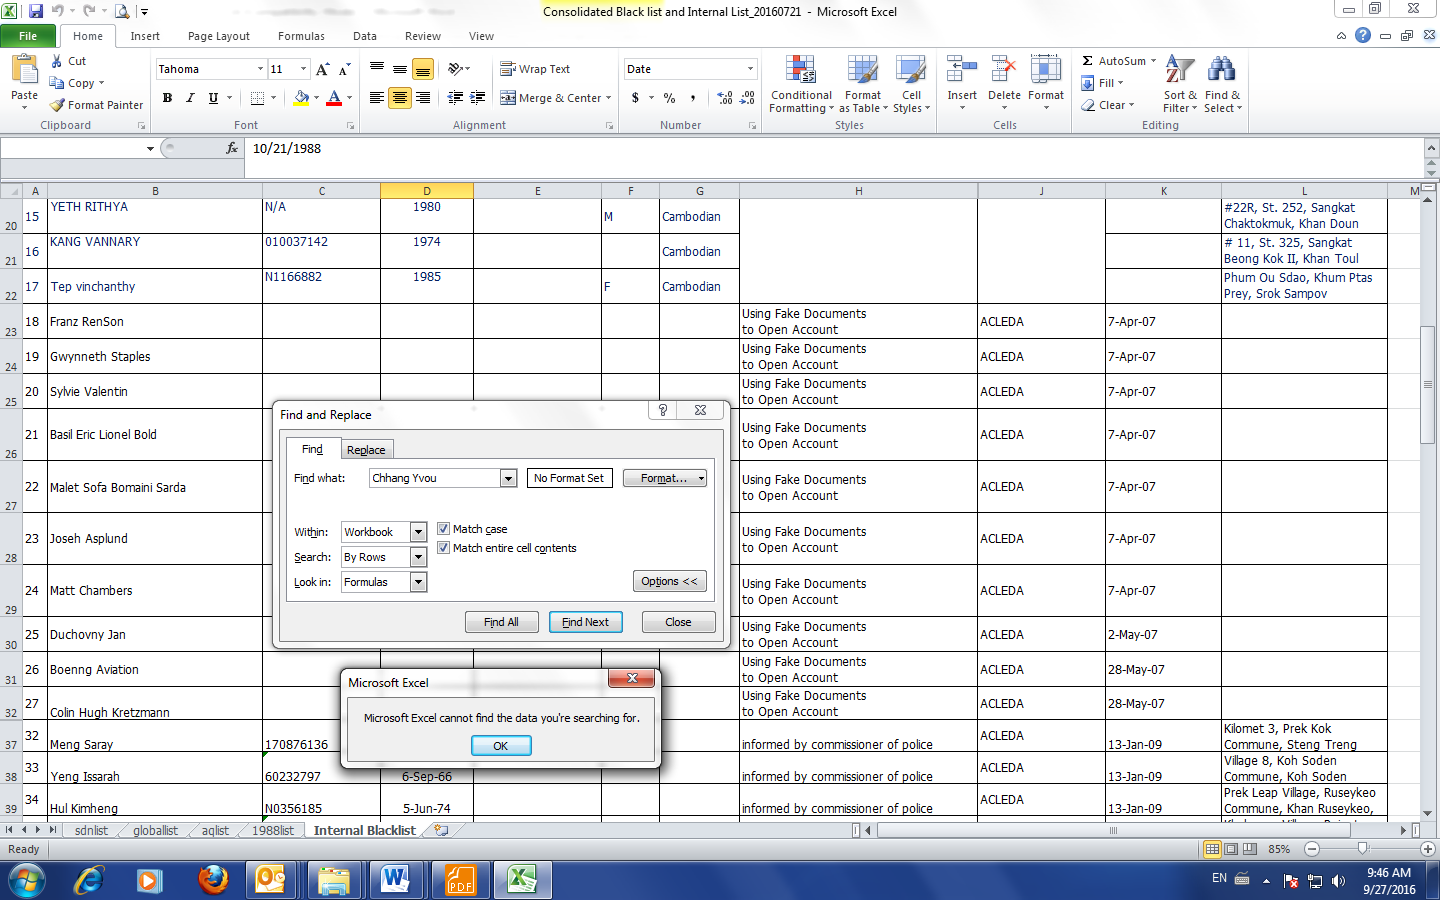 Consolidated Black list and Internal List_20160721 - Microsoft Excel
File Home Insert Page Layout Formulas Data Review View
Paste
Cut
Copy
Format Painter
Clipboard
Tahoma 11
B I U A
Font
Wrap Text
Merge & Center
Alignment
Date
$ % ,
Number
Conditional Formatting
Format as Table
Cell Styles
Styles
Insert Delete Format
Cells
Σ AutoSum
Fill
Clear
Sort & Filter
Find & Select
Editing
fx 10/21/1988
A B C D E F G H J K L M
20 15 YETH RITHYA N/A 1980 M Cambodian #22R, St. 252, Sangkat
Chaktokmuk, Khan Doun
21 16 KANG VANNARY 010037142 1974 Cambodian # 11, St. 325, Sangkat
Beong Kok II, Khan Toul
22 17 Tep vinchanthy N1166882 1985 F Cambodian Phum Ou Sdao, Khum Ptas
Prey, Srok Sampov
23 18 Franz RenSon Using Fake Documents
to Open Account ACLEDA 7-Apr-07
24 19 Gwynneth Staples Using Fake Documents
to Open Account ACLEDA 7-Apr-07
25 20 Sylvie Valentin Using Fake Documents
to Open Account ACLEDA 7-Apr-07
26 21 Basil Eric Lionel Bold Using Fake Documents
to Open Account ACLEDA 7-Apr-07
27 22 Malet Sofa Bomaini Sarda Using Fake Documents
to Open Account ACLEDA 7-Apr-07
28 23 Joseh Asplund Using Fake Documents
to Open Account ACLEDA 7-Apr-07
29 24 Matt Chambers Using Fake Documents
to Open Account ACLEDA 7-Apr-07
30 25 Duchovny Jan Using Fake Documents
to Open Account ACLEDA 2-May-07
31 26 Boenng Aviation Using Fake Documents
to Open Account ACLEDA 28-May-07
32 27 Colin Hugh Kretzmann Using Fake Documents
to Open Account ACLEDA 28-May-07
37 32 Meng Saray 170876136 informed by commissioner of police ACLEDA 13-Jan-09 Kilomet 3, Prek Kok
Commune, Steng Treng
38 33 Yeng Issarah 60232797 6-Sep-66 informed by commissioner of police ACLEDA 13-Jan-09 Village 8, Koh Soden
Commune, Koh Soden
39 34 Hul Kimheng N0356185 5-Jun-74 informed by commissioner of police ACLEDA 13-Jan-09 Prek Leap Village, Ruseykeo
Commune, Khan Ruseykeo,
Find and Replace
Find Replace
Find what: Chhang Yvou No Format Set Format...
Within: Workbook Match case
Search: By Rows Match entire cell contents
Look in: Formulas
Options <<
Find All Find Next Close
Microsoft Excel
Microsoft Excel cannot find the data you're searching for.
OK
sdnlist globallist aqlist 1988list Internal Blacklist
Ready 85%
PDF
EN
9:46 AM
9/27/2016